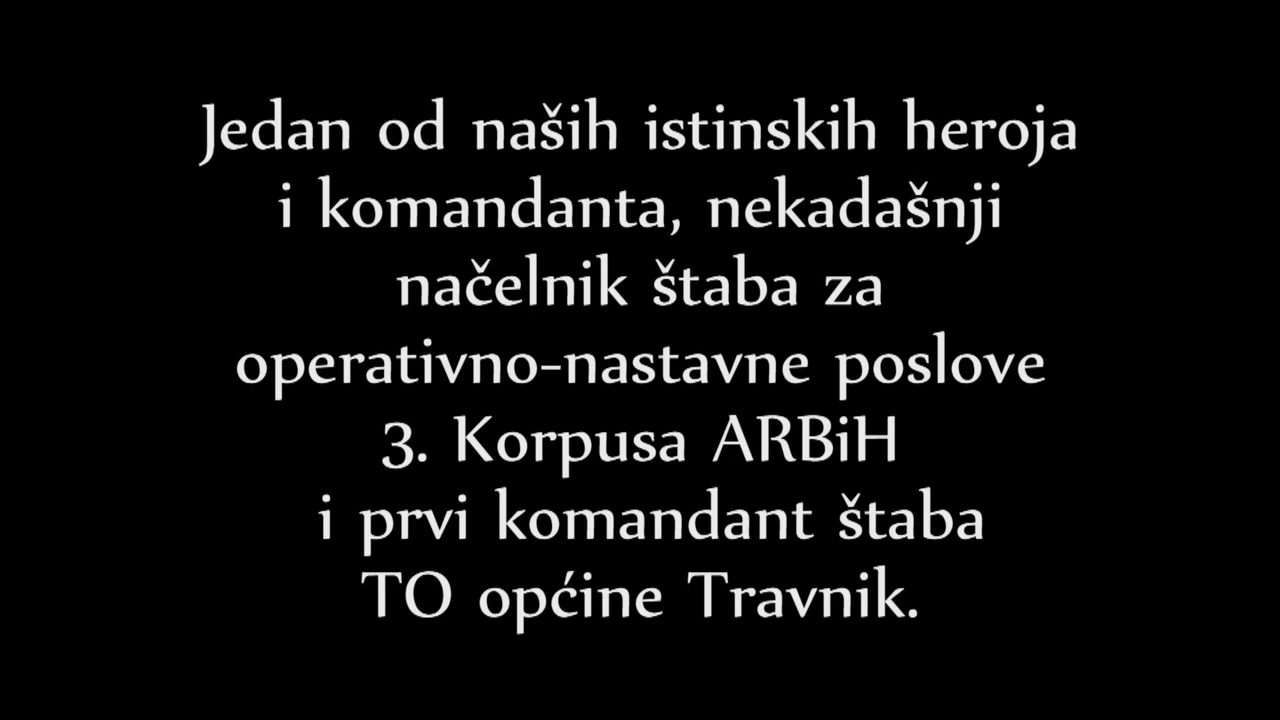 Jedan od naših istinskih heroja
i komandanta, nekadašnji
načelnik štaba za
operativno-nastavne poslove
3. Korpusa ARBiH
i prvi komandant štaba
TO općine Travnik.